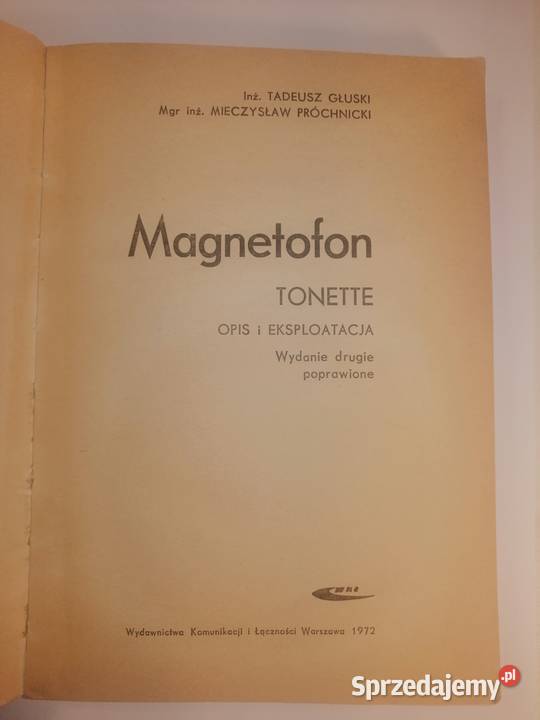 Inż. TADEUSZ GŁUSKI
Mgr inż. MIECZYSŁAW PRÓCHNICKI
Magnetofon
TONETTE
OPIS i EKSPLOATACJA
Wydanie drugie
poprawione
WKŁ
Wydawnictwa Komunikacji i Łączności Warszawa 1972
Sprzedajemy.pl